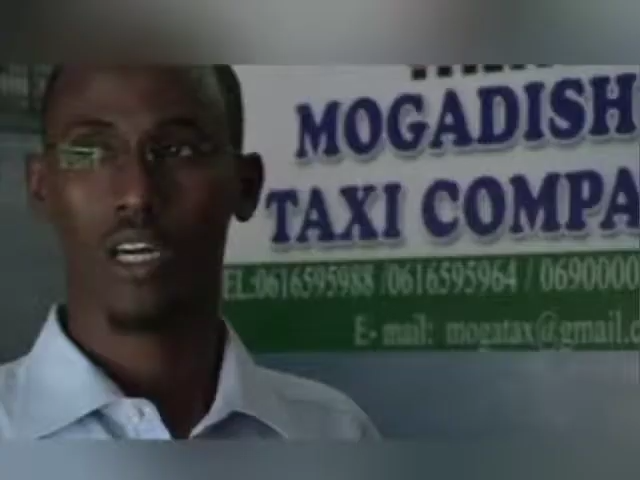 MOGADISH
TAXI COMPA
EL:0616595988 /0616595964 / 0690000
E-mail: mogatax@gmail.c